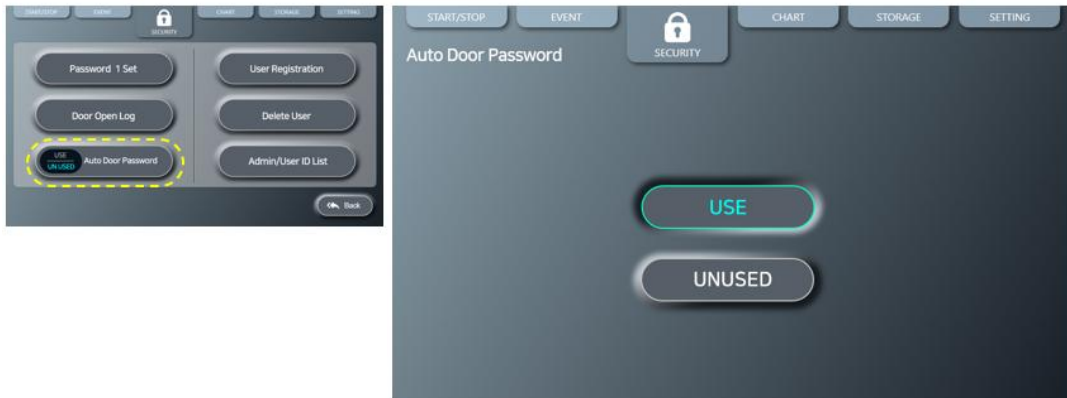 START/STOP EVENT SECURITY CHART STORAGE SETTING
Password 1 Set
User Registration
Door Open Log
Delete User
USE
UNUSED
Auto Door Password
Admin/User ID List
Back
START/STOP EVENT SECURITY CHART STORAGE SETTING
Auto Door Password
USE
UNUSED